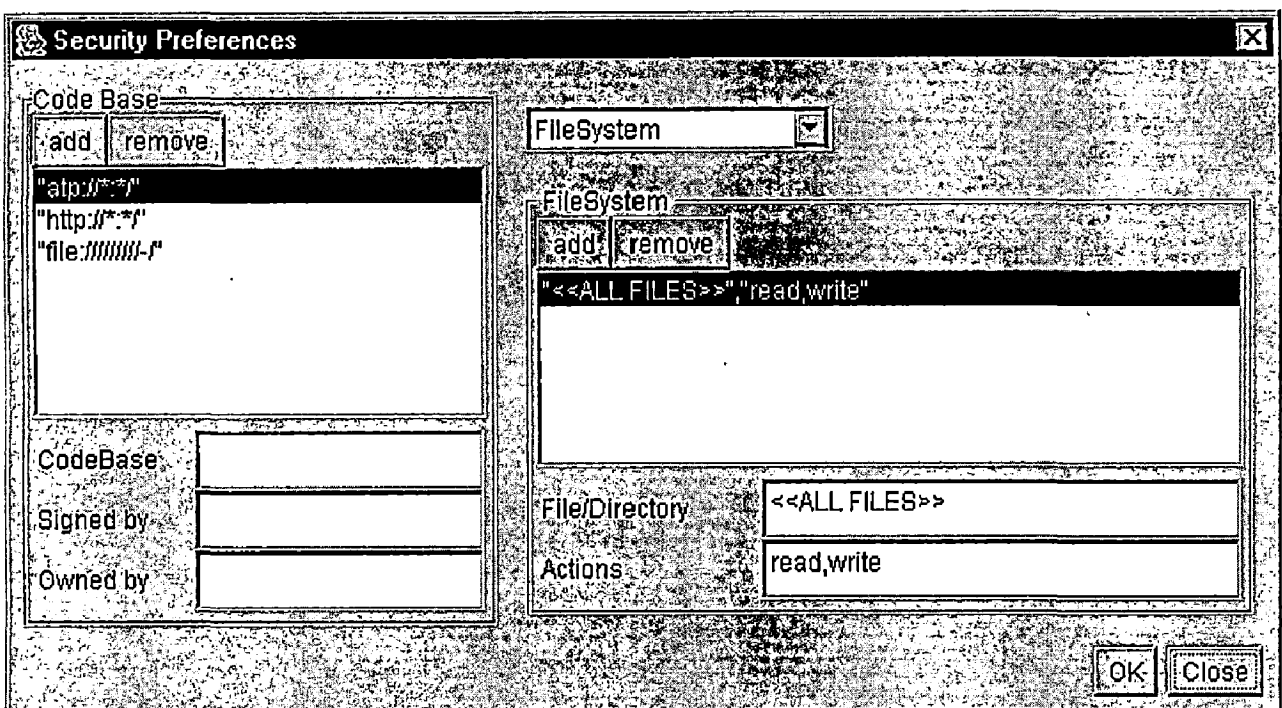 Security Preferences
Code Base
add remove
"atp://*:*/"
"http://*:*/"
"file://///////-/"
CodeBase
Signed by
Owned by
FileSystem
FileSystem
add remove
"<<ALL FILES>>","read,write"
File/Directory <<ALL FILES>>
Actions read,write
OK Close